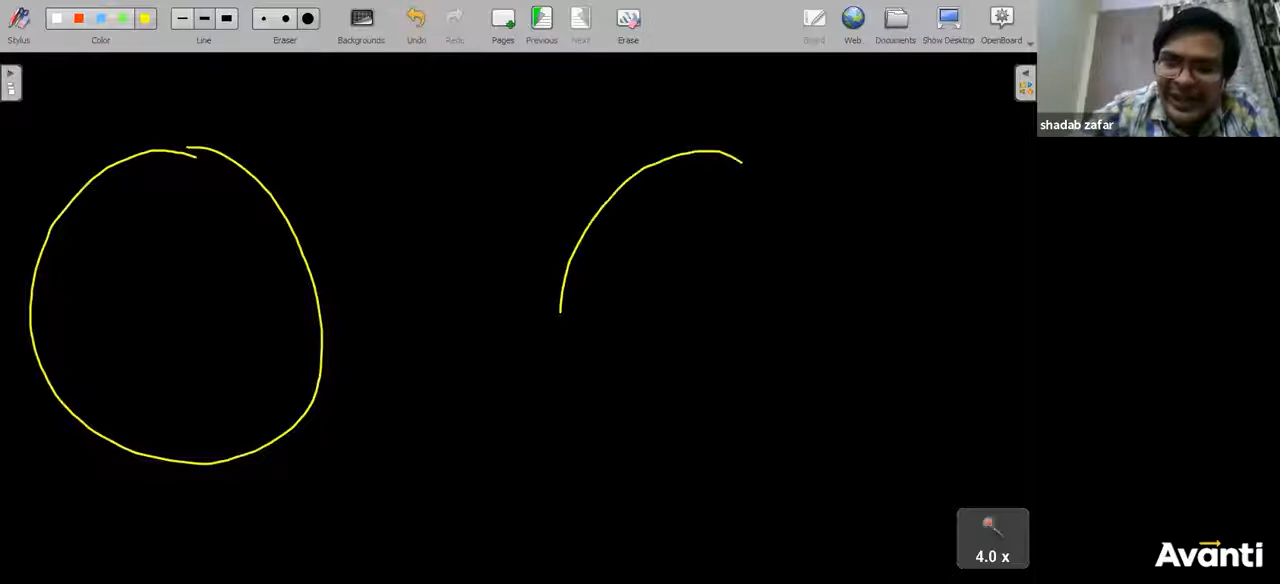 Stylus
Color
Line
Eraser
Backgrounds
Undo
Redo
Pages
Previous
Next
Erase
Board
Web
Documents
Show Desktop
OpenBoard
shadab zafar
4.0 x
Avanti